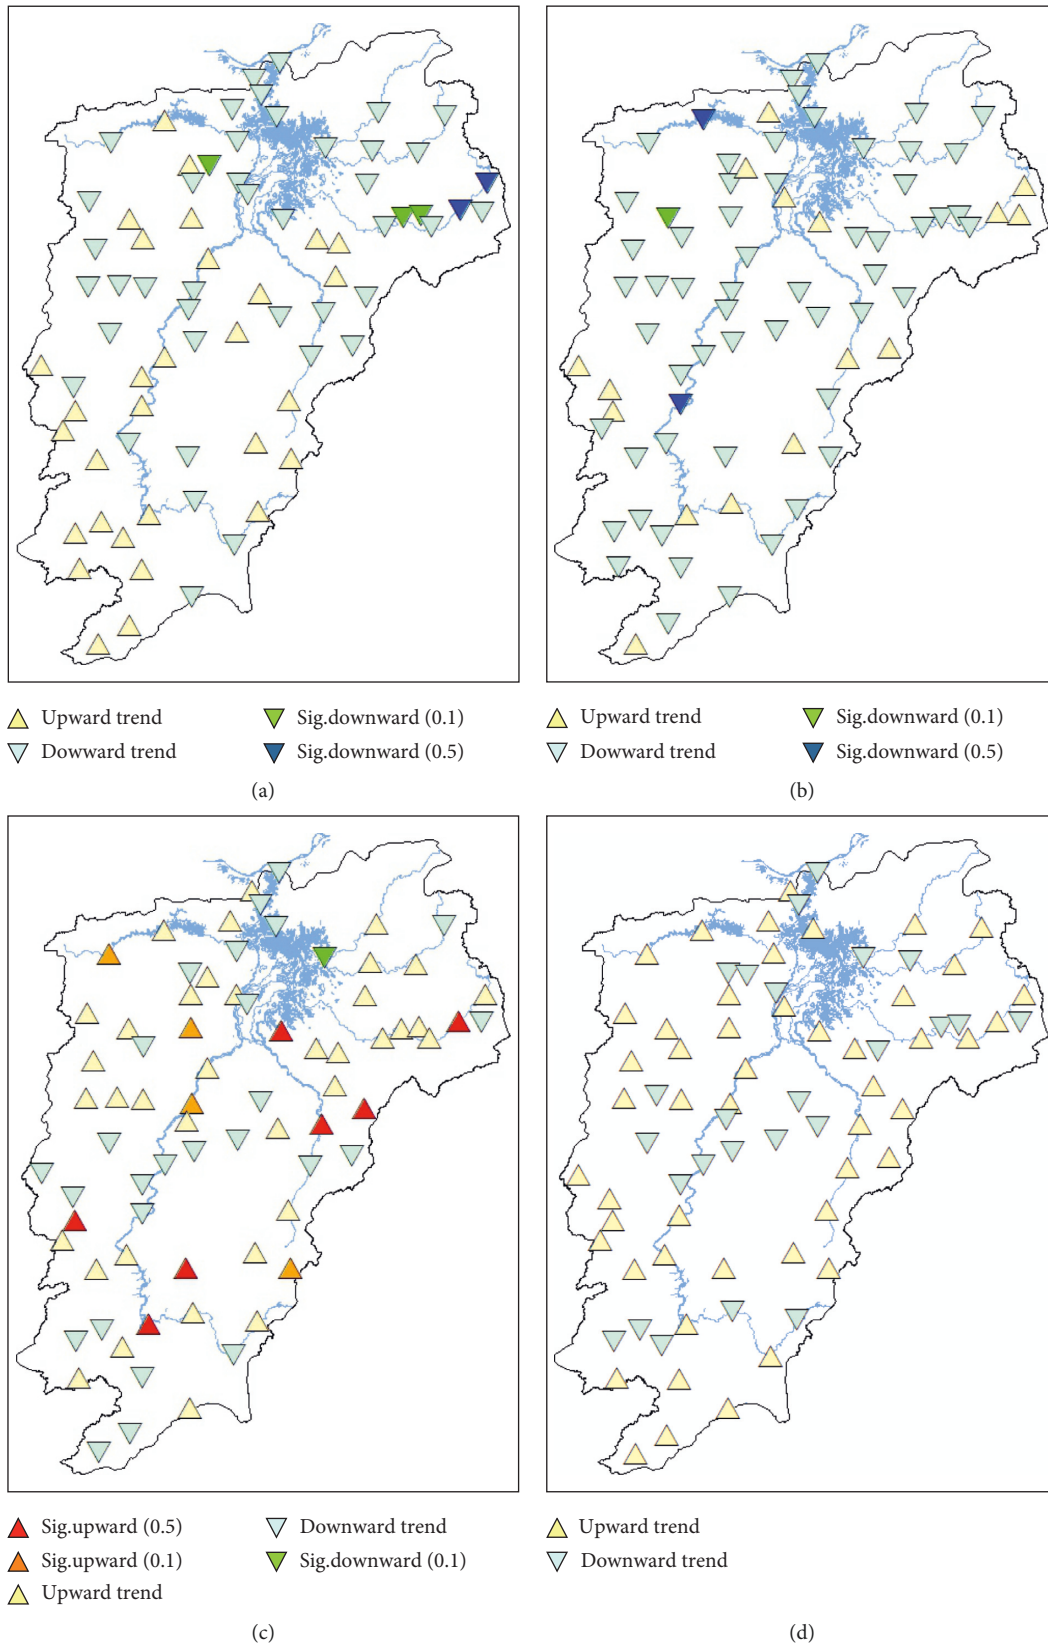 Upward trend
Sig.downward (0.1)
Dowward trend
Sig.downward (0.5)
(a)
Upward trend
Sig.downward (0.1)
Dowward trend
Sig.downward (0.5)
(b)
Sig.upward (0.5)
Downward trend
Sig.upward (0.1)
Sig.downward (0.1)
Upward trend
(c)
Upward trend
Downward trend
(d)